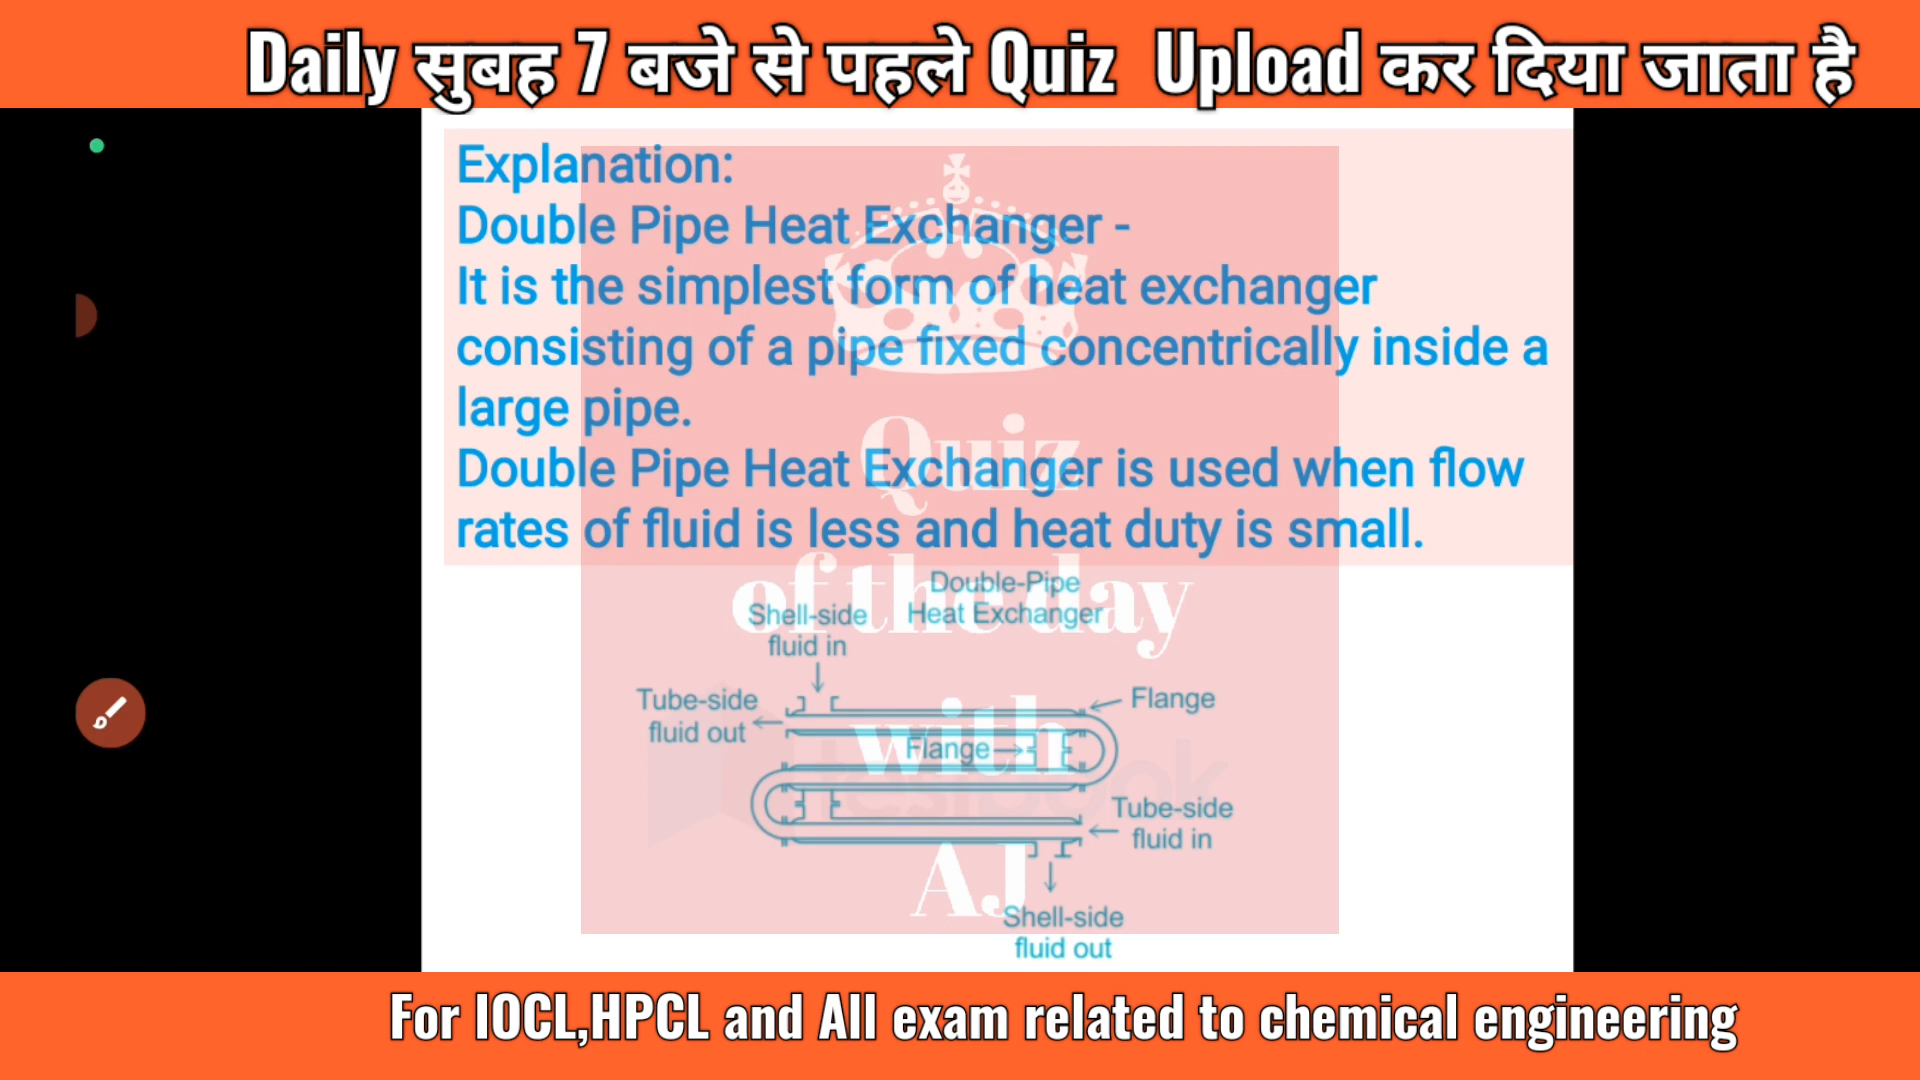 Daily सुबह 7 बजे से पहले Quiz Upload कर दिया जाता है
Explanation:
Double Pipe Heat Exchanger -
It is the simplest form of heat exchanger
consisting of a pipe fixed concentrically inside a
large pipe.
Double Pipe Heat Exchanger is used when flow
rates of fluid is less and heat duty is small.
Quiz
of the day
with
AJ
Double-Pipe
Heat Exchanger
Shell-side
fluid in
Tube-side
fluid out
Flange
Flange
testbook
Tube-side
fluid in
Shell-side
fluid out
For IOCL,HPCL and All exam related to chemical engineering